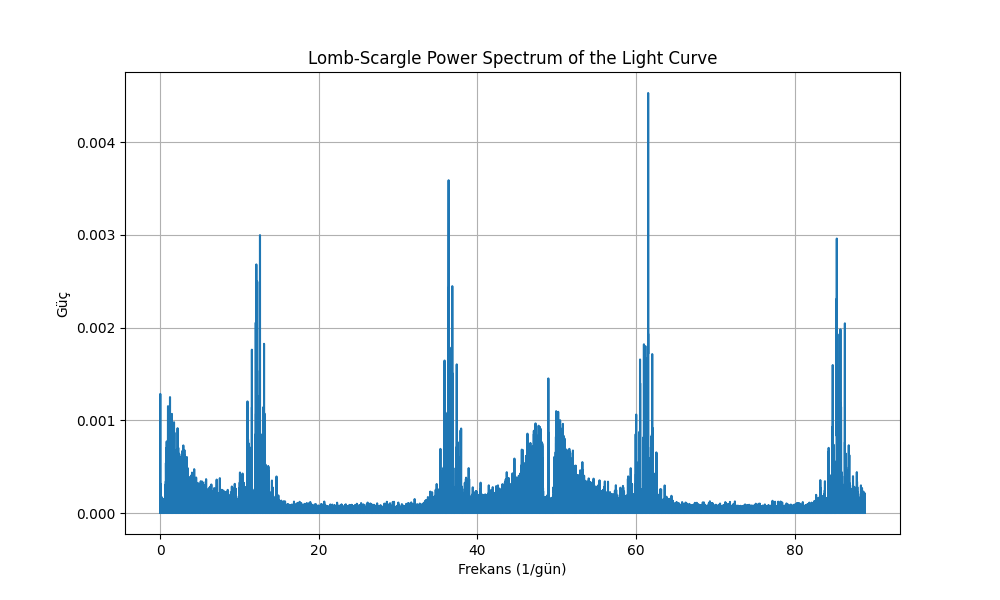 Lomb-Scargle Power Spectrum of the Light Curve
Güç
0.004
0.003
0.002
0.001
0.000
0 20 40 60 80
Frekans (1/gün)